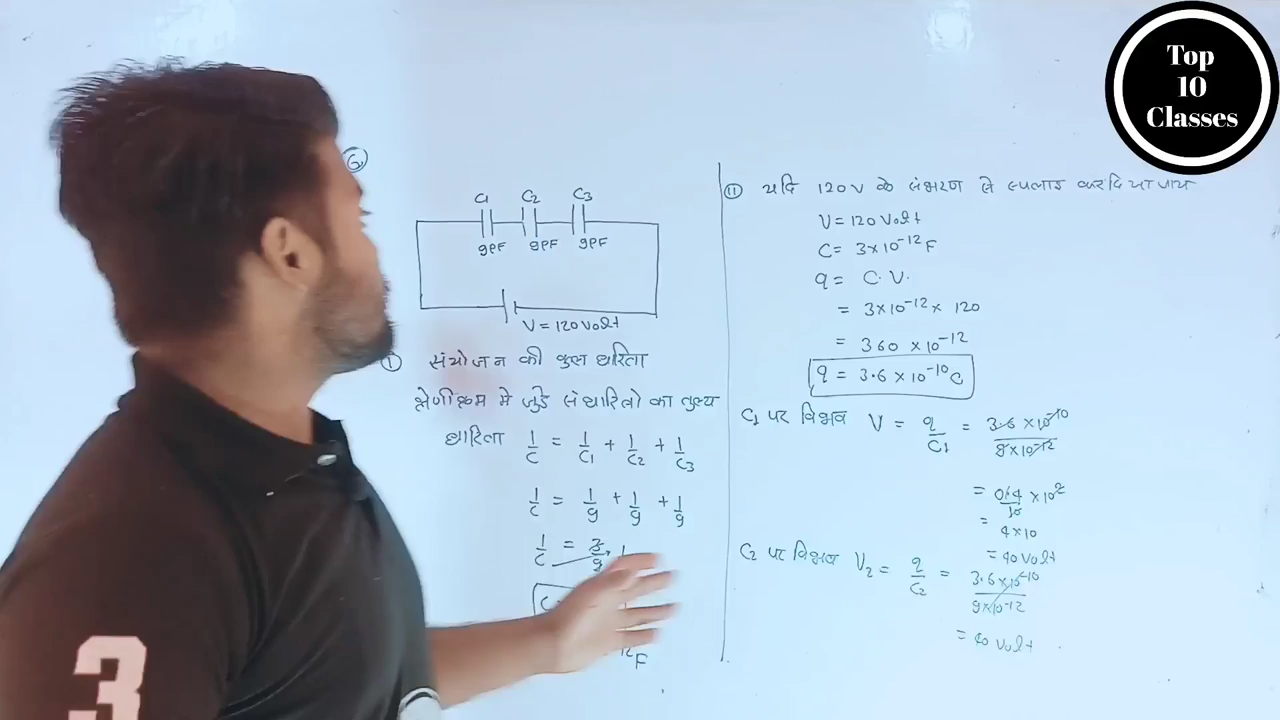 Top
10
Classes
6
C1 C2 C3
9PF 9PF 9PF
V = 120 Volt
① संयोजन की कुल धारिता
श्रेणीक्रम मे जुड़े संधारित्रो का तुल्य
धारिता 1/C = 1/C1 + 1/C2 + 1/C3
1/C = 1/9 + 1/9 + 1/9
1/C = 3/9
F
⑪ यदि 120V के संभरण से स्पलाइ कर दिया जाय
V = 120 Volt
C = 3×10⁻¹² F
q = C.V.
= 3×10⁻¹² × 120
= 360 ×10⁻¹²
q = 3.6 ×10⁻¹⁰ C
C1 पर विभव V = q/C1 = 3.6 ×10⁻¹⁰/9×10⁻¹²
= ×10²
= 4×10
= 40 Volt
C2 पर विभव V2 = q/C2 = 3.6×10⁻¹⁰/9×10⁻¹²
= 40 Volt
3